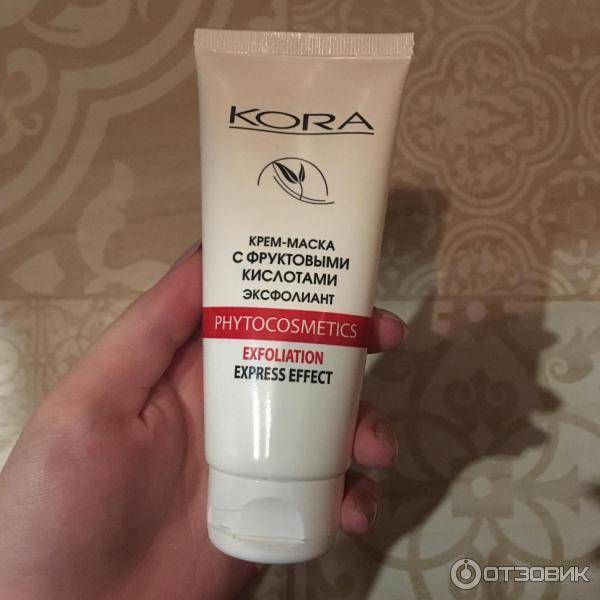 KORA
КРЕМ-МАСКА
С ФРУКТОВЫМИ
КИСЛОТАМИ
ЭКСФОЛИАНТ
PHYTOCOSMETICS
EXFOLIATION
EXPRESS EFFECT
ОТЗОВИК